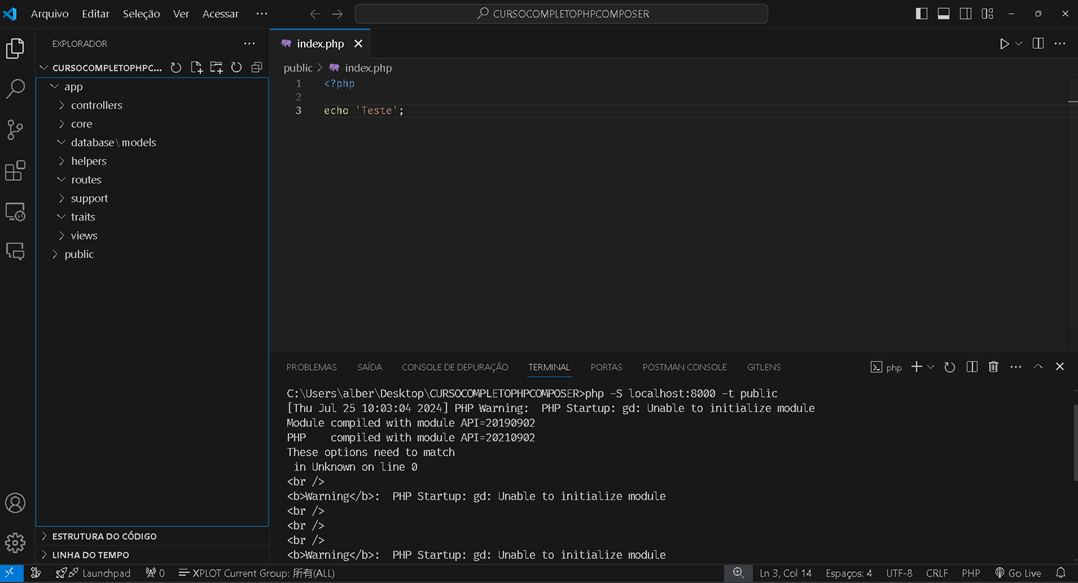 Arquivo Editar Seleção Ver Acessar ··· CURSOCOMPLETOPHPCOMPOSER
EXPLORADOR ···
CURSOCOMPLETOPHPC...
app
controllers
core
database\models
helpers
routes
support
traits
views
public
ESTRUTURA DO CÓDIGO
LINHA DO TEMPO
index.php
public > index.php
1 <?php
2
3 echo 'Teste';
PROBLEMAS SAÍDA CONSOLE DE DEPURAÇÃO TERMINAL PORTAS POSTMAN CONSOLE GITLENS php
C:\Users\alber\Desktop\CURSOCOMPLETOPHPCOMPOSER>php -S localhost:8000 -t public
[Thu Jul 25 10:03:04 2024] PHP Warning:  PHP Startup: gd: Unable to initialize module
Module compiled with module API=20190902
PHP    compiled with module API=20210902
These options need to match
 in Unknown on line 0
<br />
<b>Warning</b>:  PHP Startup: gd: Unable to initialize module
<br />
<br />
<br />
<b>Warning</b>:  PHP Startup: gd: Unable to initialize module
Launchpad 0 XPLOT Current Group: 所有(ALL) Ln 3, Col 14 Espaços: 4 UTF-8 CRLF PHP Go Live